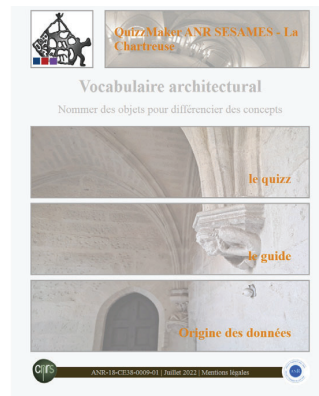 QuizzMaker ANR SESAMES - La
Chartreuse
Vocabulaire architectural
Nommer des objets pour différencier des concepts
le quizz
le guide
Origine des données
cnrs
ANR-18-CE38-0009-01 | Juillet 2022 | Mentions légales